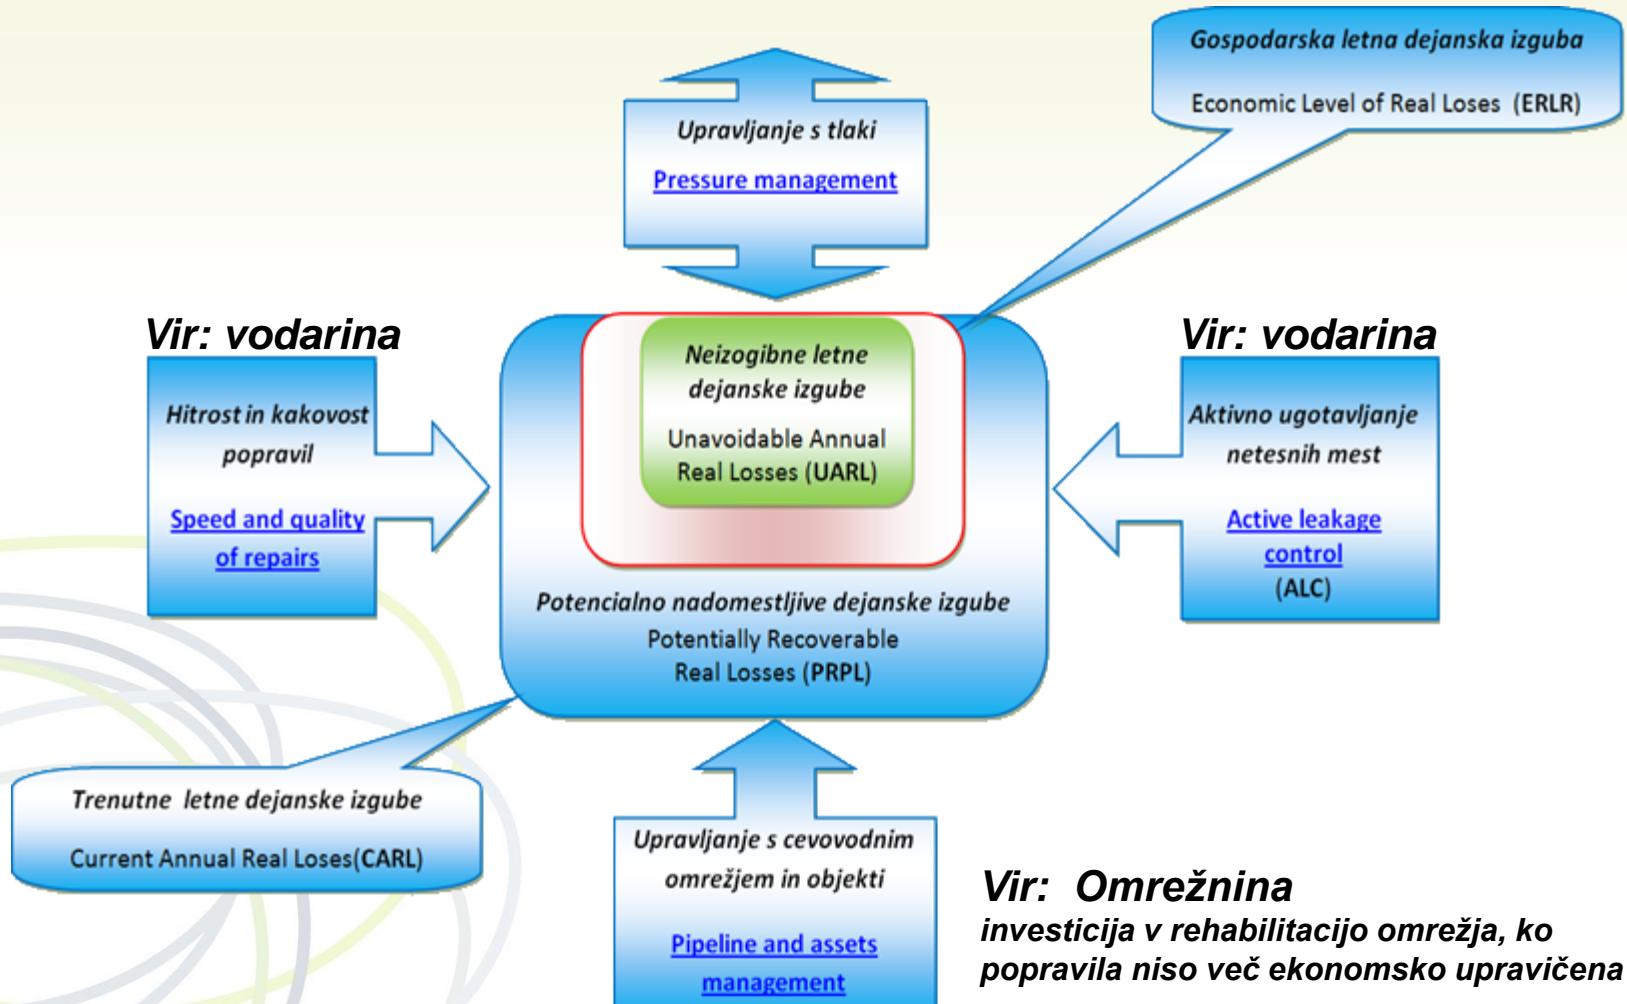 Gospodarska letna dejanska izguba
Economic Level of Real Loses (ERLR)
Upravljanje s tlaki
Pressure management
Vir: vodarina
Hitrost in kakovost
popravil
Speed and quality
of repairs
Neizogibne letne
dejanske izgube
Unavoidable Annual
Real Losses (UARL)
Potencialno nadomestljive dejanske izgube
Potentially Recoverable
Real Losses (PRPL)
Vir: vodarina
Aktivno ugotavljanje
netesnih mest
Active leakage
control
(ALC)
Trenutne letne dejanske izgube
Current Annual Real Loses(CARL)
Upravljanje s cevovodnim
omrežjem in objekti
Pipeline and assets
management
Vir: Omrežnina
investicija v rehabilitacijo omrežja, ko
popravila niso več ekonomsko upravičena